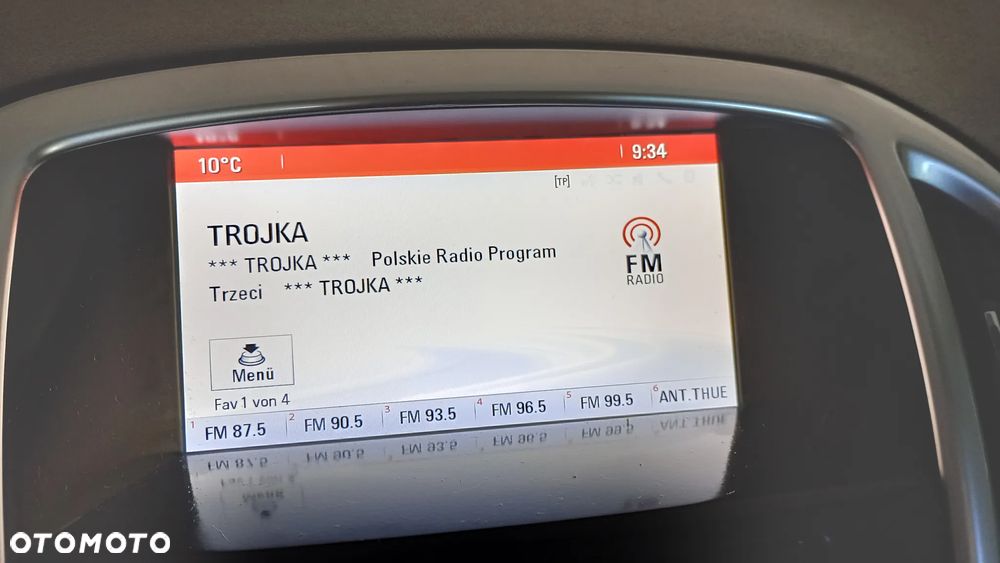 10°C
9:34
[TP]
TROJKA
*** TROJKA *** Polskie Radio Program
Trzeci *** TROJKA ***
FM
RADIO
Menü
Fav 1 von 4
1 FM 87.5 2 FM 90.5 3 FM 93.5 4 FM 96.5 5 FM 99.5 6 ANT.THUE
OTOMOTO